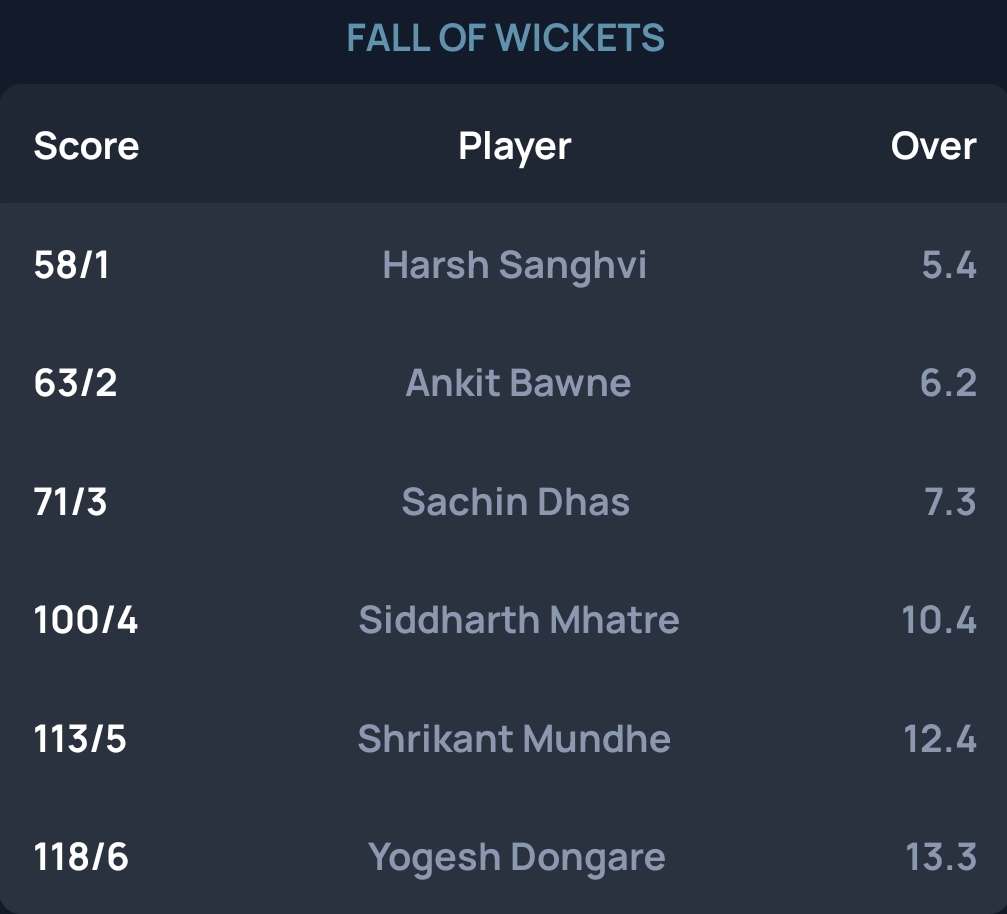 FALL OF WICKETS
Score Player Over
58/1 Harsh Sanghvi 5.4
63/2 Ankit Bawne 6.2
71/3 Sachin Dhas 7.3
100/4 Siddharth Mhatre 10.4
113/5 Shrikant Mundhe 12.4
118/6 Yogesh Dongare 13.3